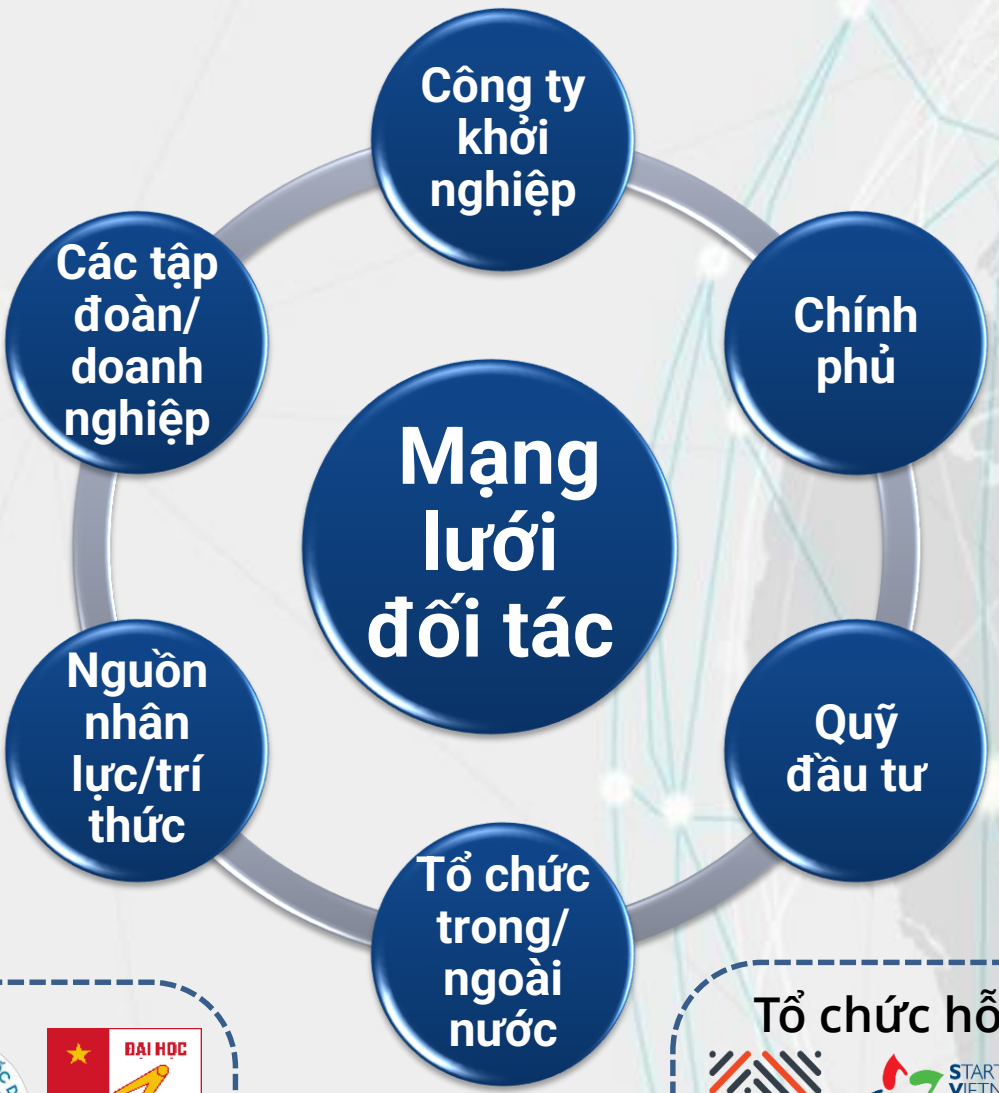 Công ty
khởi
nghiệp
Các tập
đoàn/
doanh
nghiệp
Chính
phủ
Mạng
lưới
đối tác
Nguồn
nhân
lực/trí
thức
Quỹ
đầu tư
Tổ chức
trong/
ngoài
nước
Tổ chức hỗ
ĐẠI HỌC